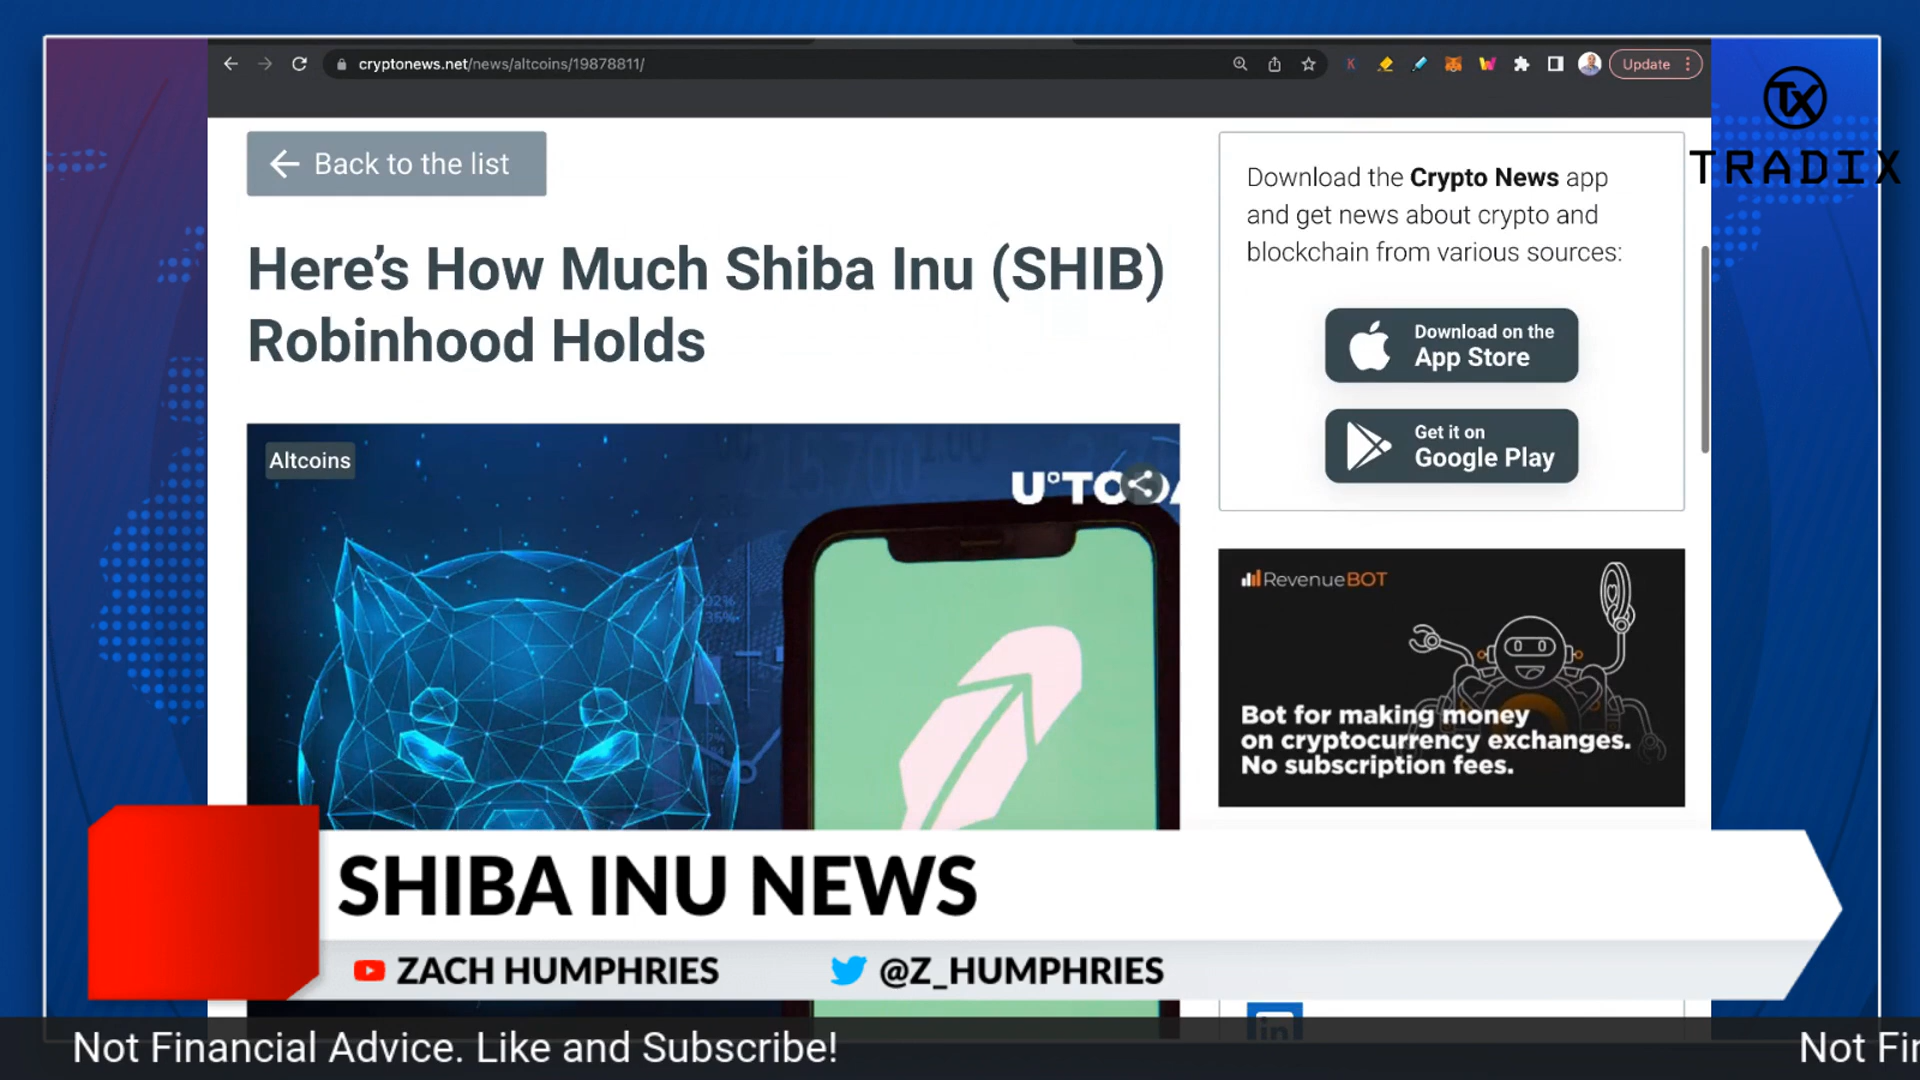 cryptonews.net/news/altcoins/19878811/
Update
TRADIX
Back to the list
Here’s How Much Shiba Inu (SHIB)
Robinhood Holds
Download the Crypto News app
and get news about crypto and
blockchain from various sources:
Download on the
App Store
Get it on
Google Play
Altcoins
U°TODA
RevenueBOT
Bot for making money
on cryptocurrency exchanges.
No subscription fees.
SHIBA INU NEWS
ZACH HUMPHRIES
@Z_HUMPHRIES
in
Not Financial Advice. Like and Subscribe!
Not Fin